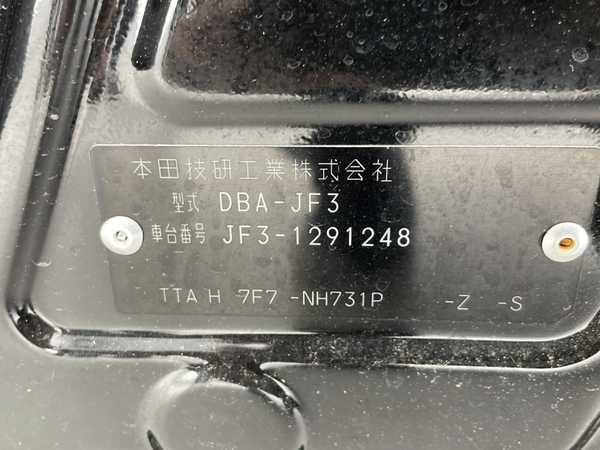 本田技研工業株式会社
型式 DBA-JF3
車台番号 JF3-1291248
TTA H 7F7 -NH731P -Z -S